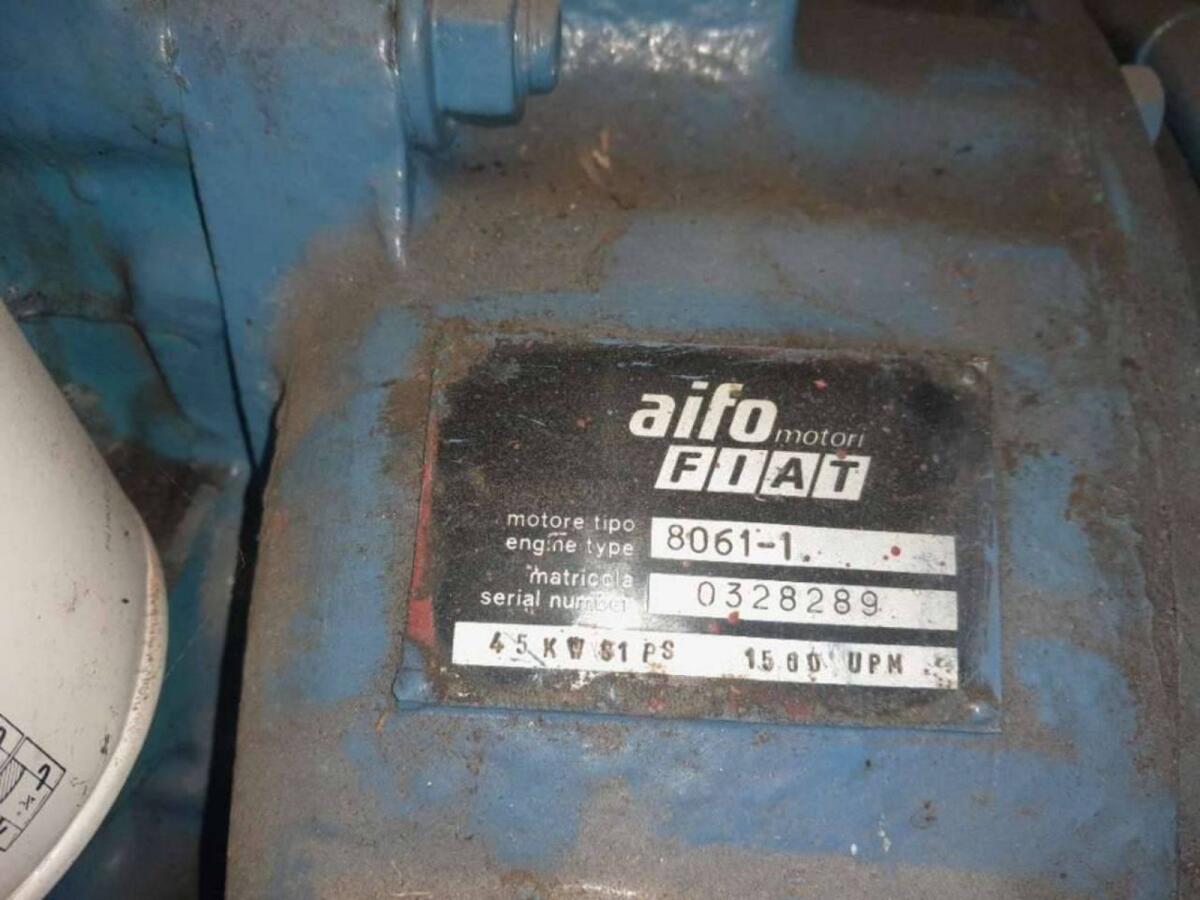 aifo motori
FIAT
motore tipo
engine type 8061-1
matricola
serial number 0328289
45 KW 61 PS 1500 UPM